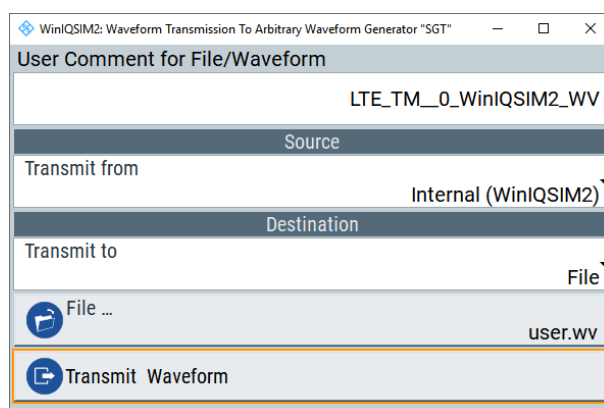 WinIQSIM2: Waveform Transmission To Arbitrary Waveform Generator "SGT"
User Comment for File/Waveform
LTE_TM__0_WinIQSIM2_WV
Source
Transmit from
Internal (WinIQSIM2)
Destination
Transmit to
File
File ...
user.wv
Transmit Waveform